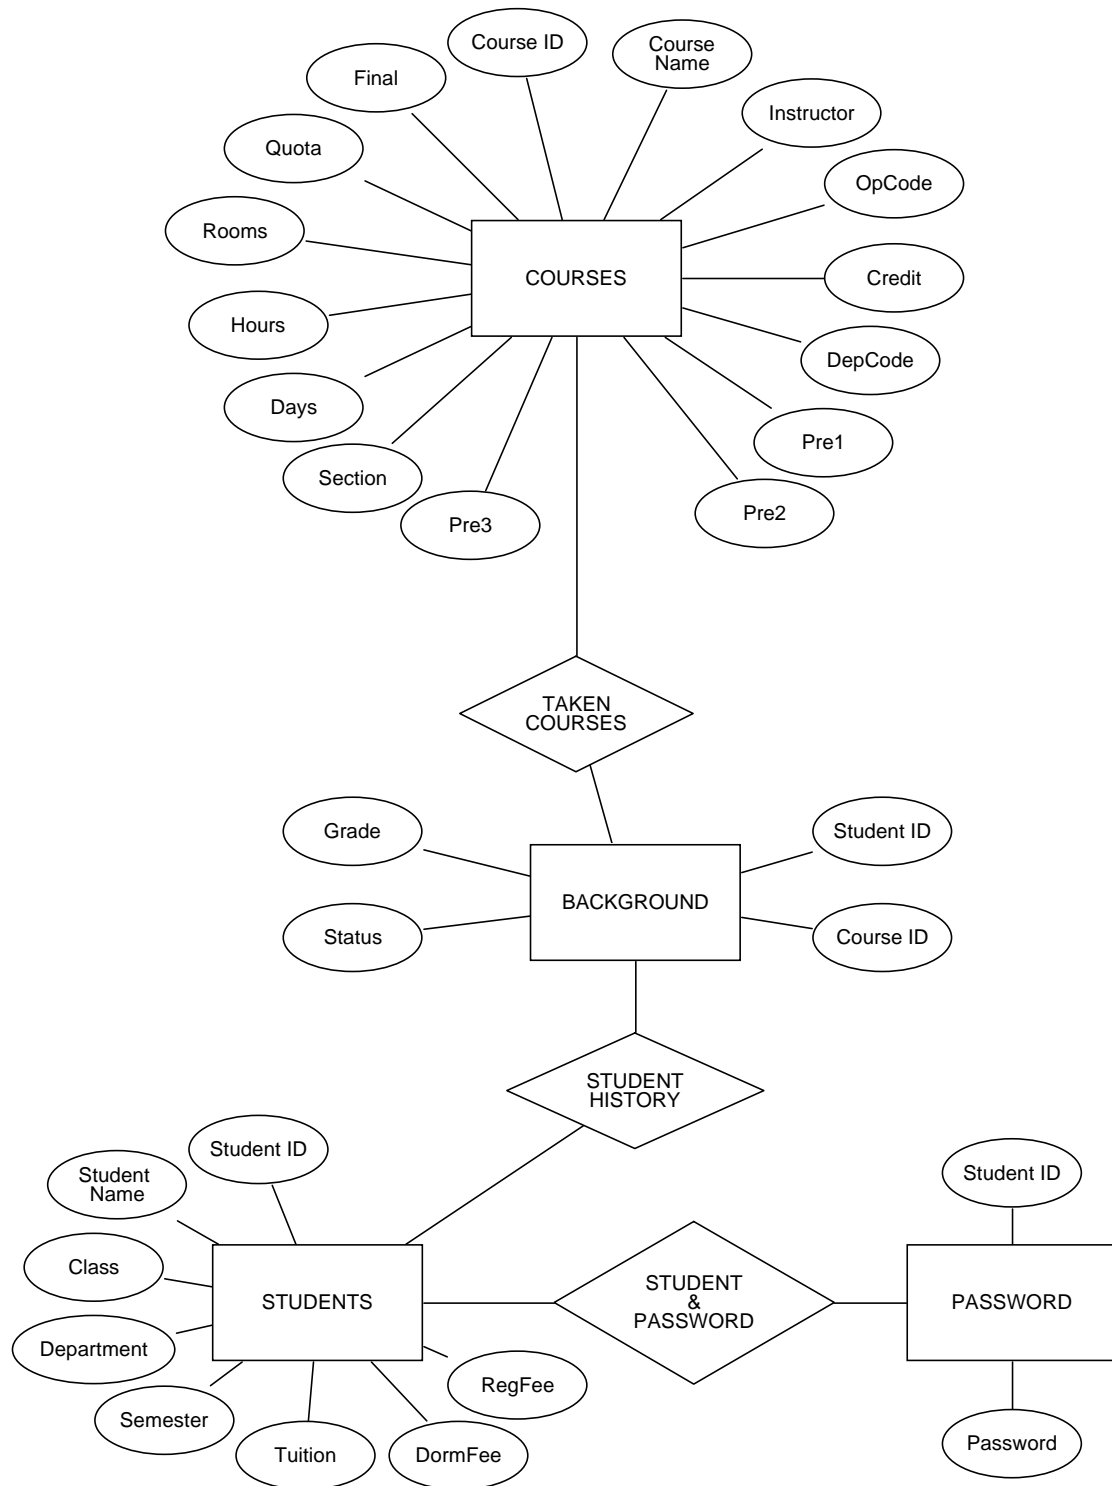 Course ID
Course
Name
Final
Instructor
Quota
OpCode
Rooms
COURSES
Credit
Hours
DepCode
Days
Pre1
Section
Pre2
Pre3
TAKEN
COURSES
Grade
Student ID
BACKGROUND
Status
Course ID
STUDENT
HISTORY
Student ID
Student
Name
Student ID
Class
STUDENTS
STUDENT
&
PASSWORD
PASSWORD
Department
RegFee
Semester
Tuition
DormFee
Password